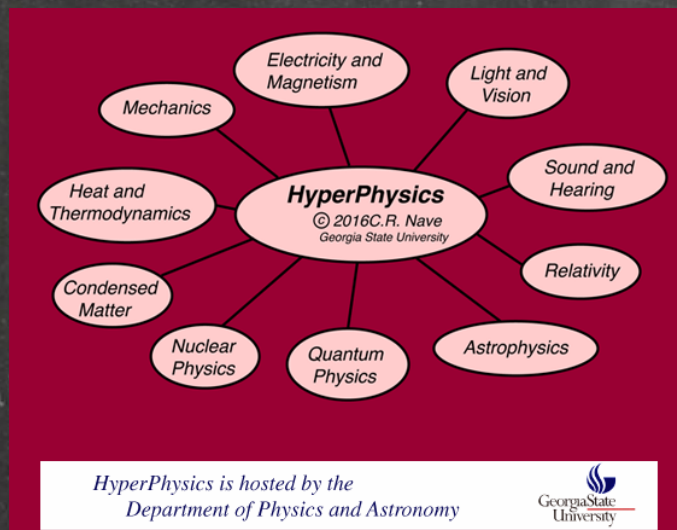 Electricity and
Magnetism
Light and
Vision
Mechanics
Sound and
Hearing
Heat and
Thermodynamics
HyperPhysics
© 2016C.R. Nave
Georgia State University
Relativity
Condensed
Matter
Nuclear
Physics
Quantum
Physics
Astrophysics
HyperPhysics is hosted by the
Department of Physics and Astronomy
GeorgiaState
University